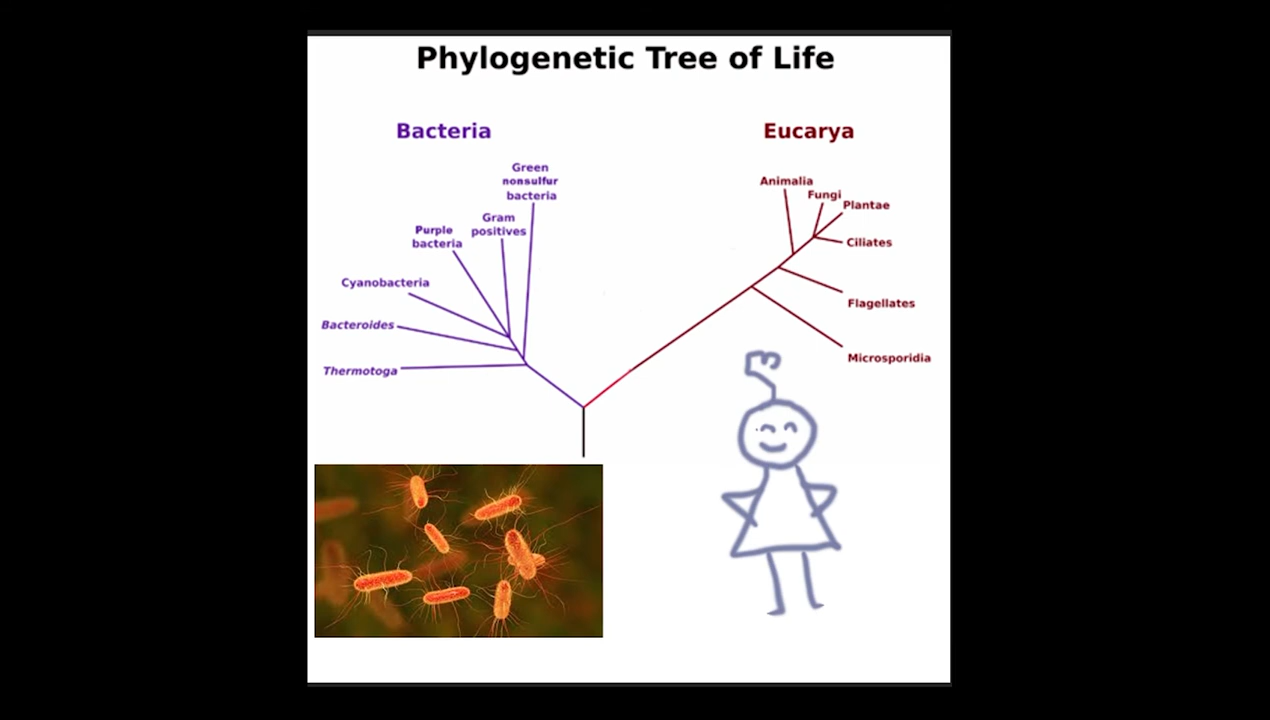 Phylogenetic Tree of Life
Bacteria
Eucarya
Green
nonsulfur
bacteria
Gram
positives
Purple
bacteria
Cyanobacteria
Bacteroides
Thermotoga
Animalia
Fungi
Plantae
Ciliates
Flagellates
Microsporidia